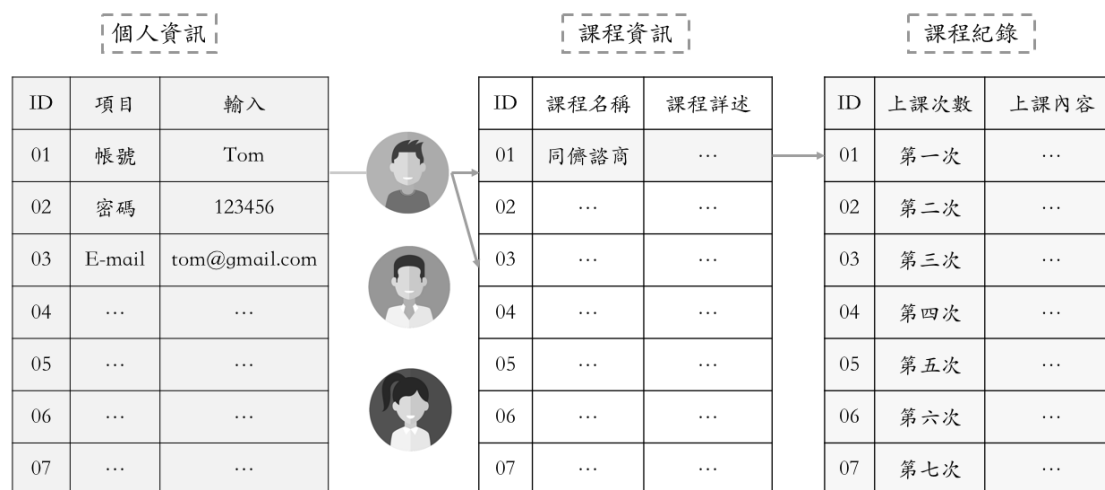 個人資訊
ID 項目 輸入
01 帳號 Tom
02 密碼 123456
03 E-mail tom@gmail.com
04 … …
05 … …
06 … …
07 … …
課程資訊
ID 課程名稱 課程詳述
01 同儕諮商 …
02 … …
03 … …
04 … …
05 … …
06 … …
07 … …
課程紀錄
ID 上課次數 上課內容
01 第一次 …
02 第二次 …
03 第三次 …
04 第四次 …
05 第五次 …
06 第六次 …
07 第七次 …